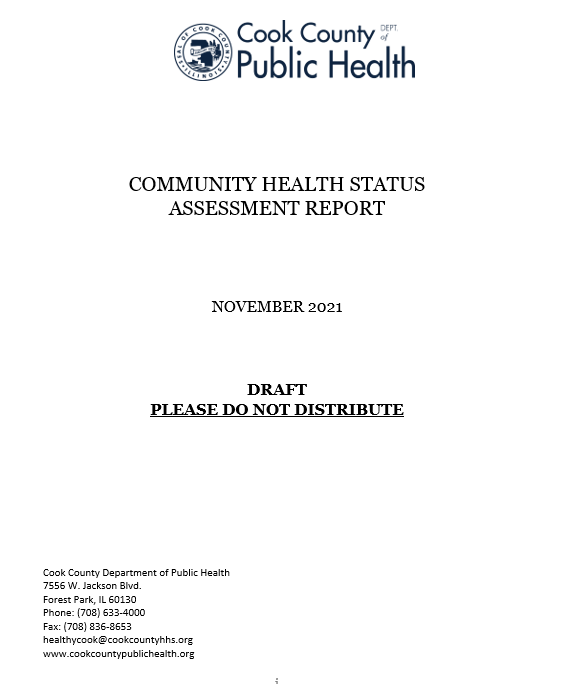 Cook County DEPT. of
Public Health
SEAL OF COOK COUNTY
ILLINOIS
COMMUNITY HEALTH STATUS
ASSESSMENT REPORT
NOVEMBER 2021
DRAFT
PLEASE DO NOT DISTRIBUTE
Cook County Department of Public Health
7556 W. Jackson Blvd.
Forest Park, IL 60130
Phone: (708) 633-4000
Fax: (708) 836-8653
healthycook@cookcountyhhs.org
www.cookcountypublichealth.org
i